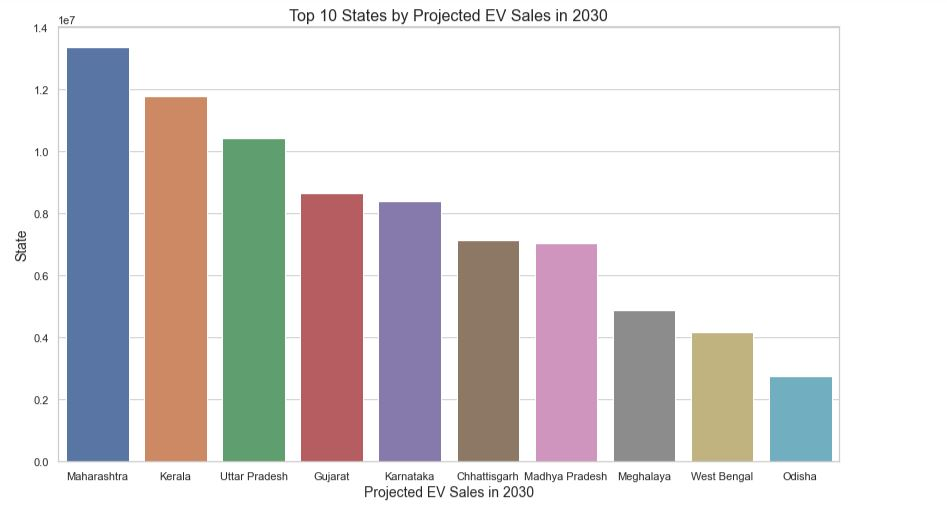 Top 10 States by Projected EV Sales in 2030
1e7
1.4
1.2
1.0
0.8
0.6
0.4
0.2
0.0
State
Maharashtra Kerala Uttar Pradesh Gujarat Karnataka Chhattisgarh Madhya Pradesh Meghalaya West Bengal Odisha
Projected EV Sales in 2030